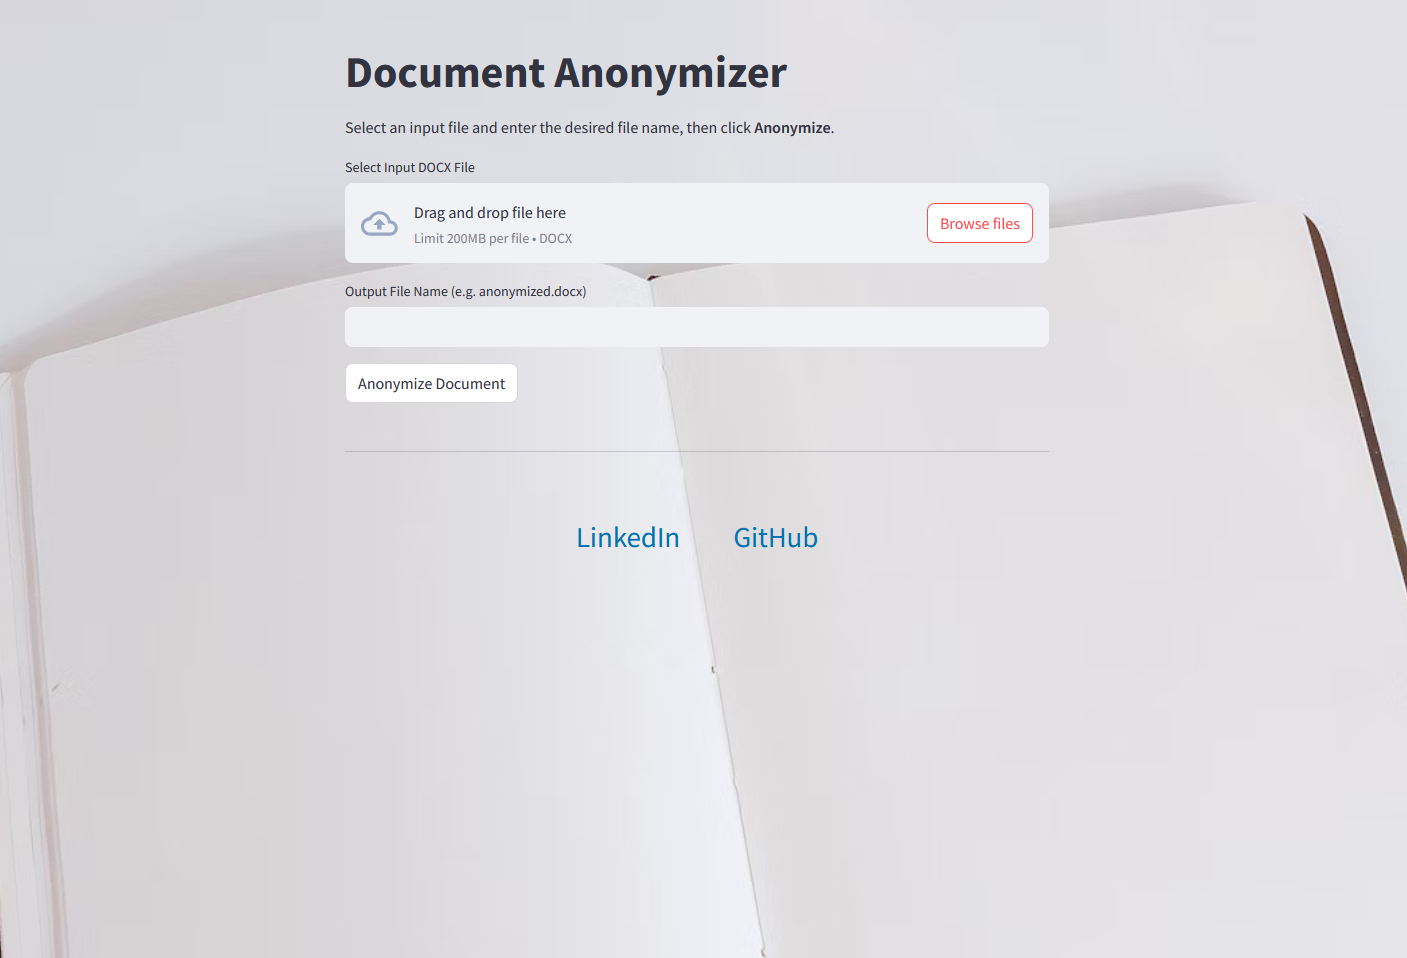 Document Anonymizer
Select an input file and enter the desired file name, then click Anonymize.
Select Input DOCX File
Drag and drop file here
Limit 200MB per file • DOCX
Browse files
Output File Name (e.g. anonymized.docx)
Anonymize Document
LinkedIn
GitHub